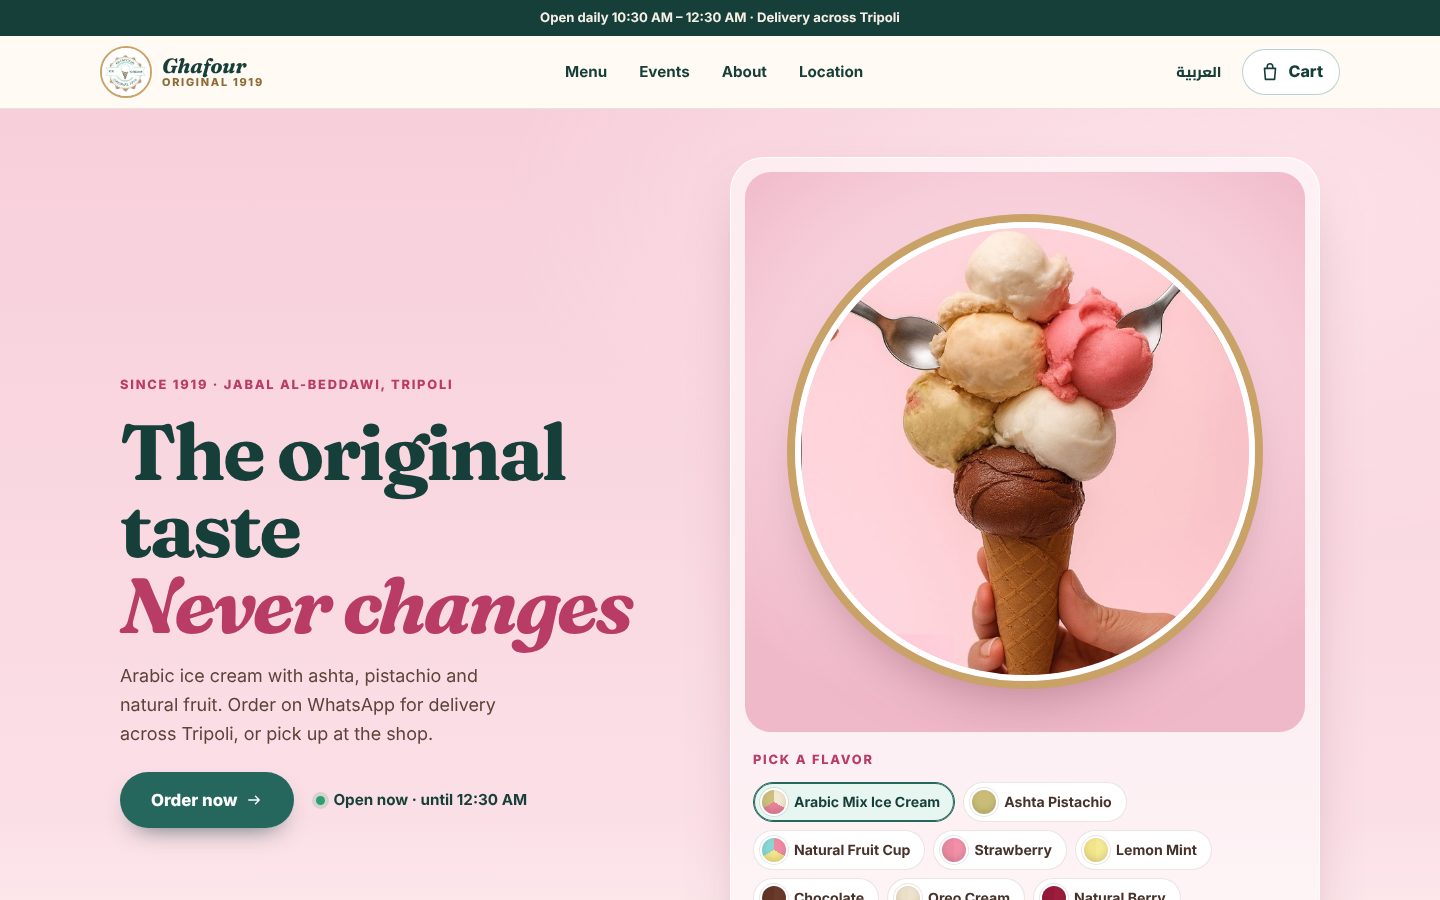 Open daily 10:30 AM – 12:30 AM · Delivery across Tripoli
Ghafour
ORIGINAL 1919
Menu
Events
About
Location
العربية
Cart
SINCE 1919 · JABAL AL-BEDDAWI, TRIPOLI
The original
taste
Never changes
Arabic ice cream with ashta, pistachio and
natural fruit. Order on WhatsApp for delivery
across Tripoli, or pick up at the shop.
Order now →
Open now · until 12:30 AM
PICK A FLAVOR
Arabic Mix Ice Cream
Ashta Pistachio
Natural Fruit Cup
Strawberry
Lemon Mint
Chocolate
Oreo Cream
Natural Berry